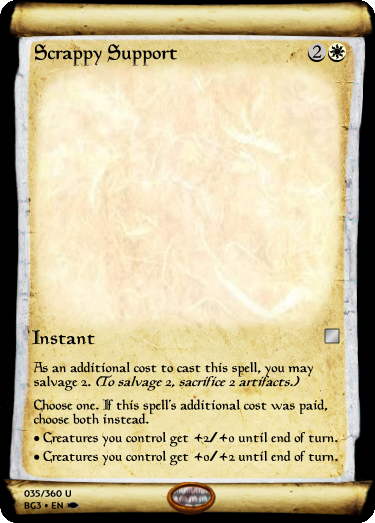 Scrappy Support 2
Instant
As an additional cost to cast this spell, you may
salvage 2. (To salvage 2, sacrifice 2 artifacts.)
Choose one. If this spell's additional cost was paid,
choose both instead.
• Creatures you control get +2/+0 until end of turn.
• Creatures you control get +0/+2 until end of turn.
035/360 U
BG3 • EN